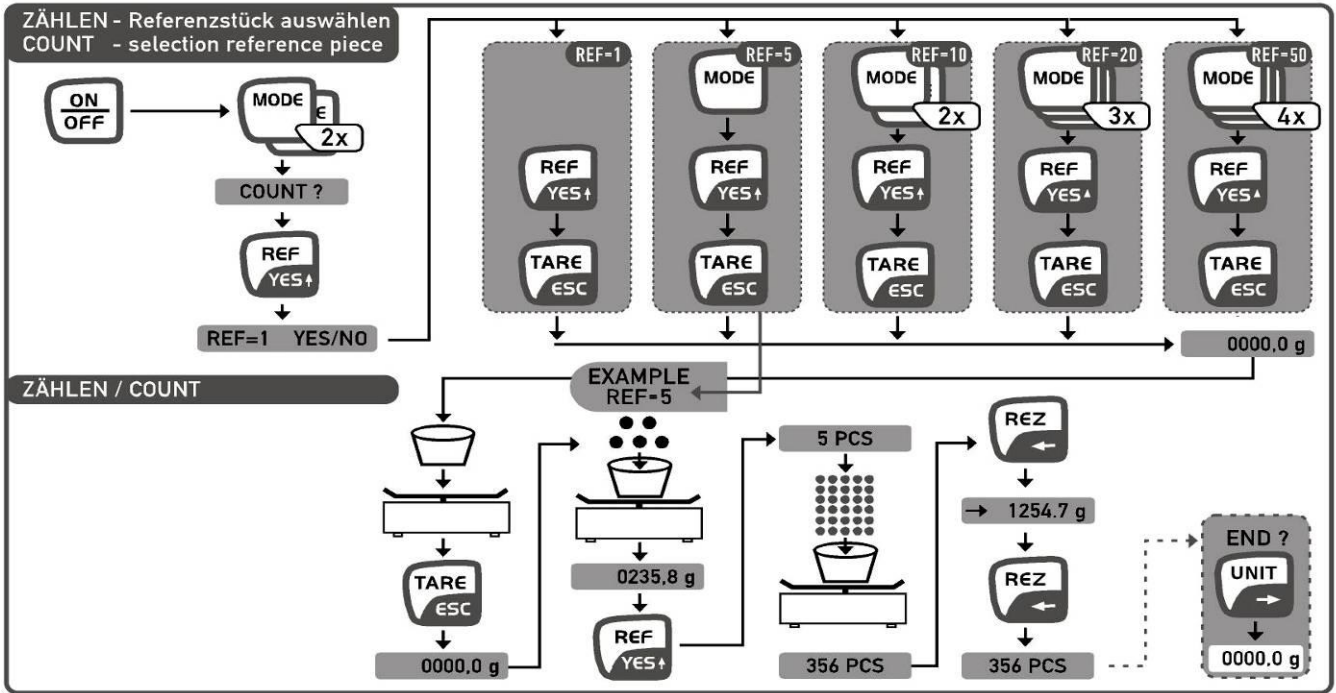 ZÄHLEN - Referenzstück auswählen
COUNT - selection reference piece
ON
OFF
MODE
E
2x
COUNT ?
REF
YES
REF=1 YES/NO
REF=1
REF
YES
TARE
ESC
REF=5
MODE
REF
YES
TARE
ESC
REF=10
MODE
2x
REF
YES
TARE
ESC
REF=20
MODE
3x
REF
YES
TARE
ESC
REF=50
MODE
4x
REF
YES
TARE
ESC
0000,0 g
ZÄHLEN / COUNT
TARE
ESC
0000,0 g
EXAMPLE
REF=5
0235,8 g
REF
YES
5 PCS
356 PCS
REZ
→ 1254.7 g
REZ
356 PCS
END ?
UNIT
0000,0 g